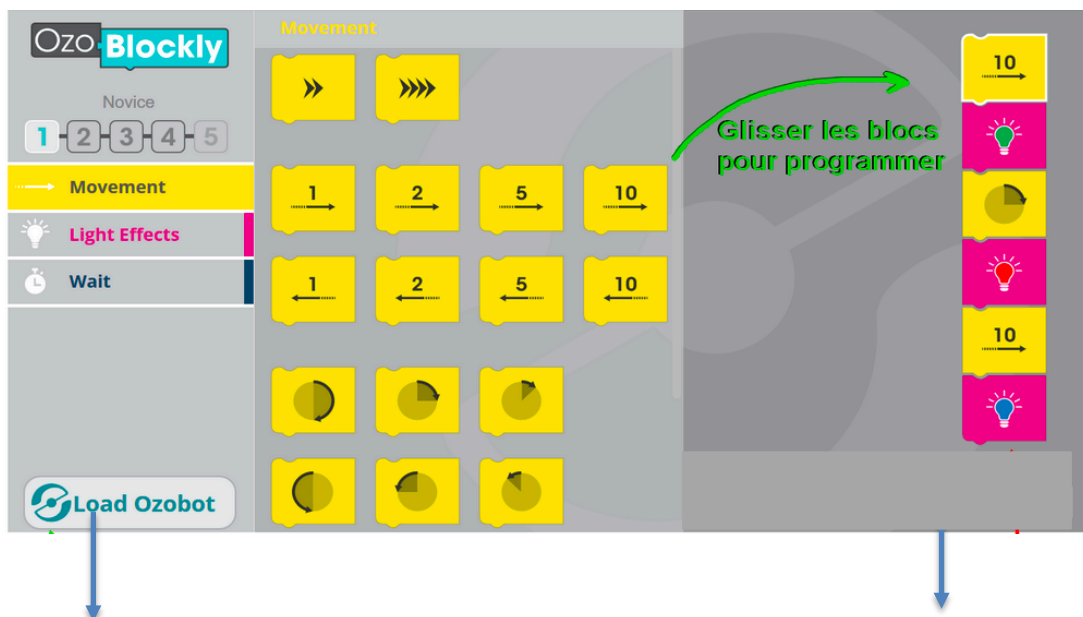 Ozo Blockly
Novice
1 2 3 4 5
Movement
Light Effects
Wait
Load Ozobot
Movement
1 2 5 10
1 2 5 10
Glisser les blocs
pour programmer
10
10